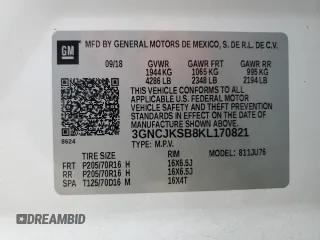 GM
MFD BY GENERAL MOTORS DE MEXICO, S. DE R.L. DE C.V.
09/18 GVWR GAWR FRT GAWR RR
1944 KG 1065 KG 995 KG
4286 LB 2348 LB 2194 LB
THIS VEHICLE CONFORMS TO ALL APPLICABLE U.S. FEDERAL MOTOR VEHICLE SAFETY AND THEFT PREVENTION STANDARDS IN EFFECT ON THE DATE OF MANUFACTURE SHOWN ABOVE.
3GNCJKSB8KL170821
8624 TYPE: M.P.V.
TIRE SIZE SPEED RTG RIM MODEL: 811JU76
FRT P205/70R16 H 16X6.5J
RR P205/70R16 H 16X6.5J
SPA T125/70D16 M 16X4T
DREAMBID